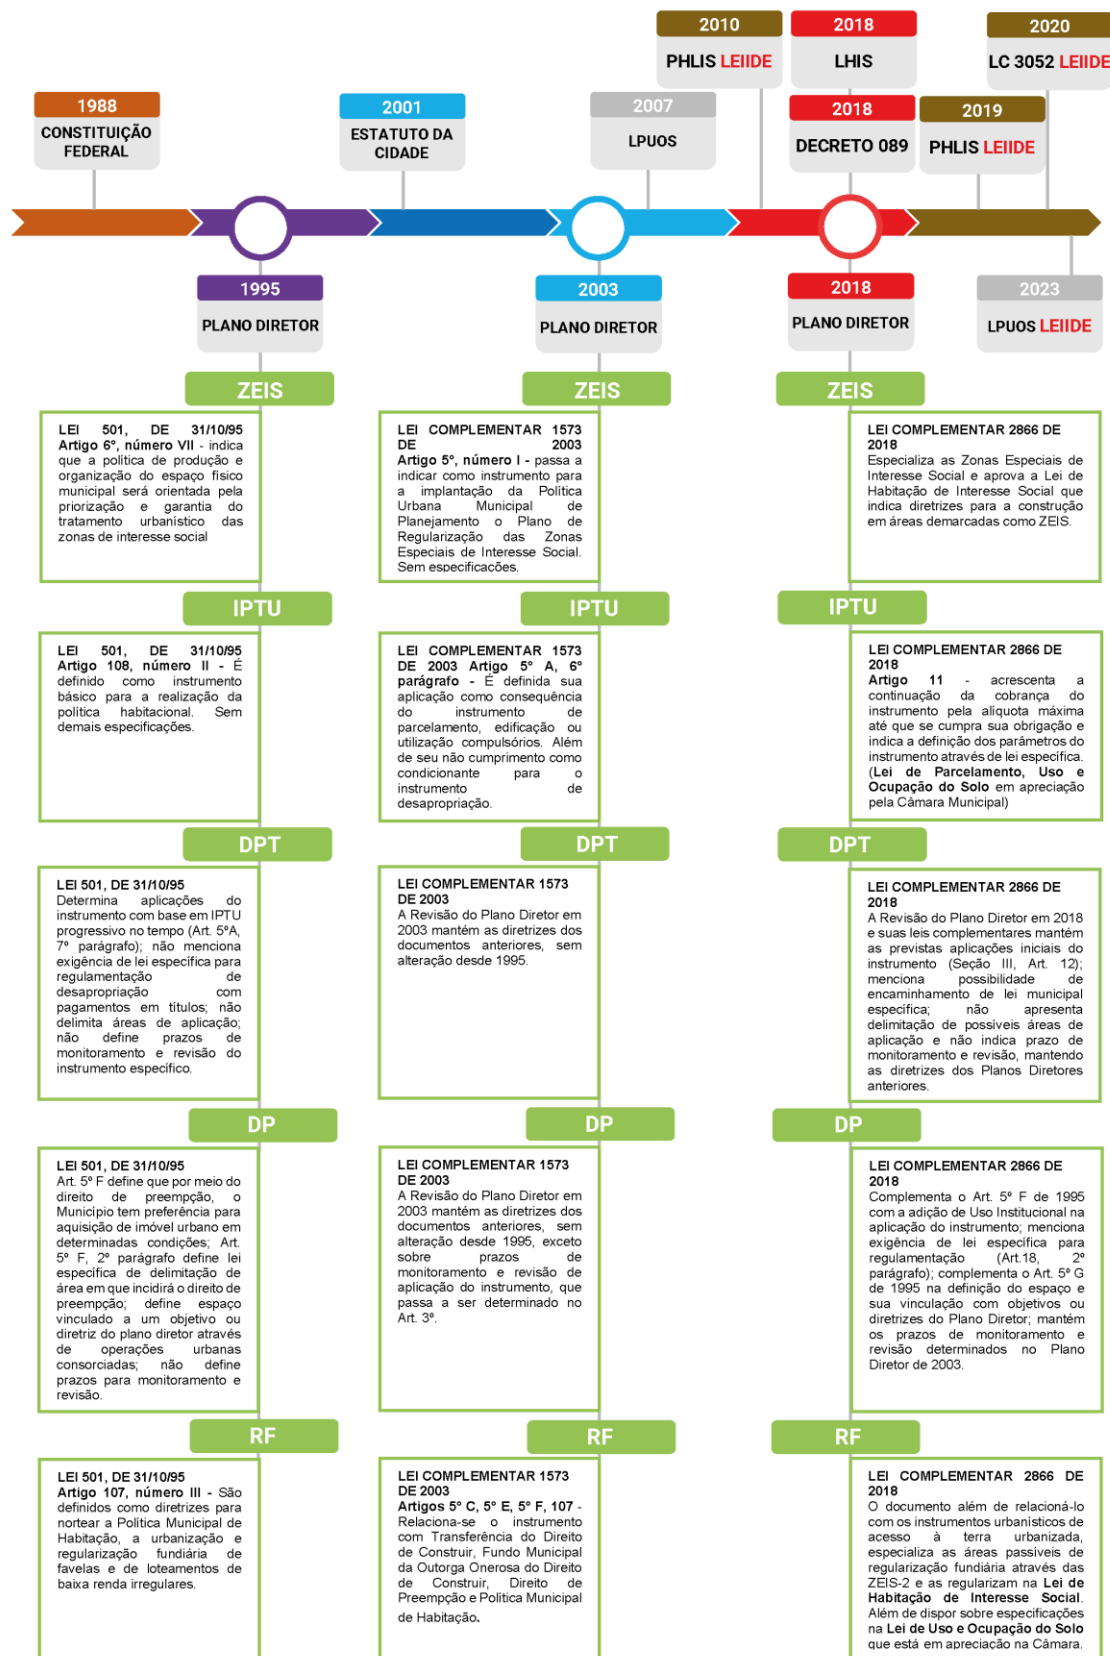 2010
PHLIS LEIIDE
2018
LHIS
2020
LC 3052 LEIIDE
1988
CONSTITUIÇÃO
FEDERAL
2001
ESTATUTO DA
CIDADE
2007
LPUOS
2018
DECRETO 089
2019
PHLIS LEIIDE
1995
PLANO DIRETOR
2003
PLANO DIRETOR
2018
PLANO DIRETOR
2023
LPUOS LEIIDE
ZEIS
ZEIS
ZEIS
LEI 501, DE 31/10/95
Artigo 6°, número VII - indica
que a política de produção e
organização do espaço físico
municipal será orientada pela
priorização e garantia do
tratamento urbanístico das
zonas de interesse social
LEI COMPLEMENTAR 1573
DE 2003
Artigo 5°, número I - passa a
indicar como instrumento para
a implantação da Política
Urbana Municipal de
Planejamento o Plano de
Regularização das Zonas
Especiais de Interesse Social.
Sem especificações.
LEI COMPLEMENTAR 2866 DE
2018
Especializa as Zonas Especiais de
Interesse Social e aprova a Lei de
Habitação de Interesse Social que
indica diretrizes para a construção
em áreas demarcadas como ZEIS.
IPTU
IPTU
IPTU
LEI 501, DE 31/10/95
Artigo 108, número II - É
definido como instrumento
básico para a realização da
política habitacional. Sem
demais especificações.
LEI COMPLEMENTAR 1573
DE 2003 Artigo 5° A, 6°
parágrafo - É definida sua
aplicação como consequência
do instrumento de
parcelamento, edificação ou
utilização compulsórios. Além
de seu não cumprimento como
condicionante para o
instrumento de
desapropriação.
LEI COMPLEMENTAR 2866 DE
2018
Artigo 11 - acrescenta a
continuação da cobrança do
instrumento pela alíquota máxima
até que se cumpra sua obrigação e
indica a definição dos parâmetros do
instrumento através de lei específica.
(Lei de Parcelamento, Uso e
Ocupação do Solo em apreciação
pela Câmara Municipal)
DPT
DPT
DPT
LEI 501, DE 31/10/95
Determina aplicações do
instrumento com base em IPTU
progressivo no tempo (Art. 5°A,
7º parágrafo); não menciona
exigência de lei específica para
regulamentação de
desapropriação com
pagamentos em títulos; não
delimita áreas de aplicação;
não define prazos de
monitoramento e revisão do
instrumento específico.
LEI COMPLEMENTAR 1573
DE 2003
A Revisão do Plano Diretor em
2003 mantém as diretrizes dos
documentos anteriores, sem
alteração desde 1995.
LEI COMPLEMENTAR 2866 DE
2018
A Revisão do Plano Diretor em 2018
e suas leis complementares mantém
as previstas aplicações iniciais do
instrumento (Seção III, Art. 12);
menciona possibilidade de
encaminhamento de lei municipal
específica; não apresenta
delimitação de possíveis áreas de
aplicação e não indica prazo de
monitoramento e revisão, mantendo
as diretrizes dos Planos Diretores
anteriores.
DP
DP
DP
LEI 501, DE 31/10/95
Art. 5º F define que por meio do
direito de preempção, o
Municipio tem preferência para
aquisição de imóvel urbano em
determinadas condições; Art.
5º F, 2º parágrafo define lei
específica de delimitação de
área em que incidirá o direito de
preempção; define espaço
vinculado a um objetivo ou
diretriz do plano diretor através
de operações urbanas
consorciadas; não define
prazos para monitoramento e
revisão.
LEI COMPLEMENTAR 1573
DE 2003
A Revisão do Plano Diretor em
2003 mantém as diretrizes dos
documentos anteriores, sem
alteração desde 1995, exceto
sobre prazos de
monitoramento e revisão de
aplicação do instrumento, que
passa a ser determinado no
Art. 3º.
LEI COMPLEMENTAR 2866 DE
2018
Complementa o Art. 5º F de 1995
com a adição de Uso Institucional na
aplicação do instrumento; menciona
exigência de lei específica para
regulamentação (Art.18, 2º
parágrafo); complementa o Art. 5º G
de 1995 na definição do espaço e
sua vinculação com objetivos ou
diretrizes do Plano Diretor; mantém
os prazos de monitoramento e
revisão determinados no Plano
Diretor de 2003.
RF
RF
RF
LEI 501, DE 31/10/95
Artigo 107, número III - São
definidos como diretrizes para
nortear a Política Municipal de
Habitação, a urbanização e
regularização fundiária de
favelas e de loteamentos de
baixa renda irregulares.
LEI COMPLEMENTAR 1573
DE 2003
Artigos 5° C, 5° E, 5° F, 107 -
Relaciona-se o instrumento
com Transferência do Direito
de Construir, Fundo Municipal
da Outorga Onerosa do Direito
de Construir, Direito de
Preempção e Política Municipal
de Habitação.
LEI COMPLEMENTAR 2866 DE
2018
O documento além de relacioná-lo
com os instrumentos urbanísticos de
acesso à terra urbanizada,
especializa as áreas passíveis de
regularização fundiária através das
ZEIS-2 e as regularizam na Lei de
Habitação de Interesse Social.
Além de dispor sobre especificações
na Lei de Uso e Ocupação do Solo
que está em apreciação na Câmara.